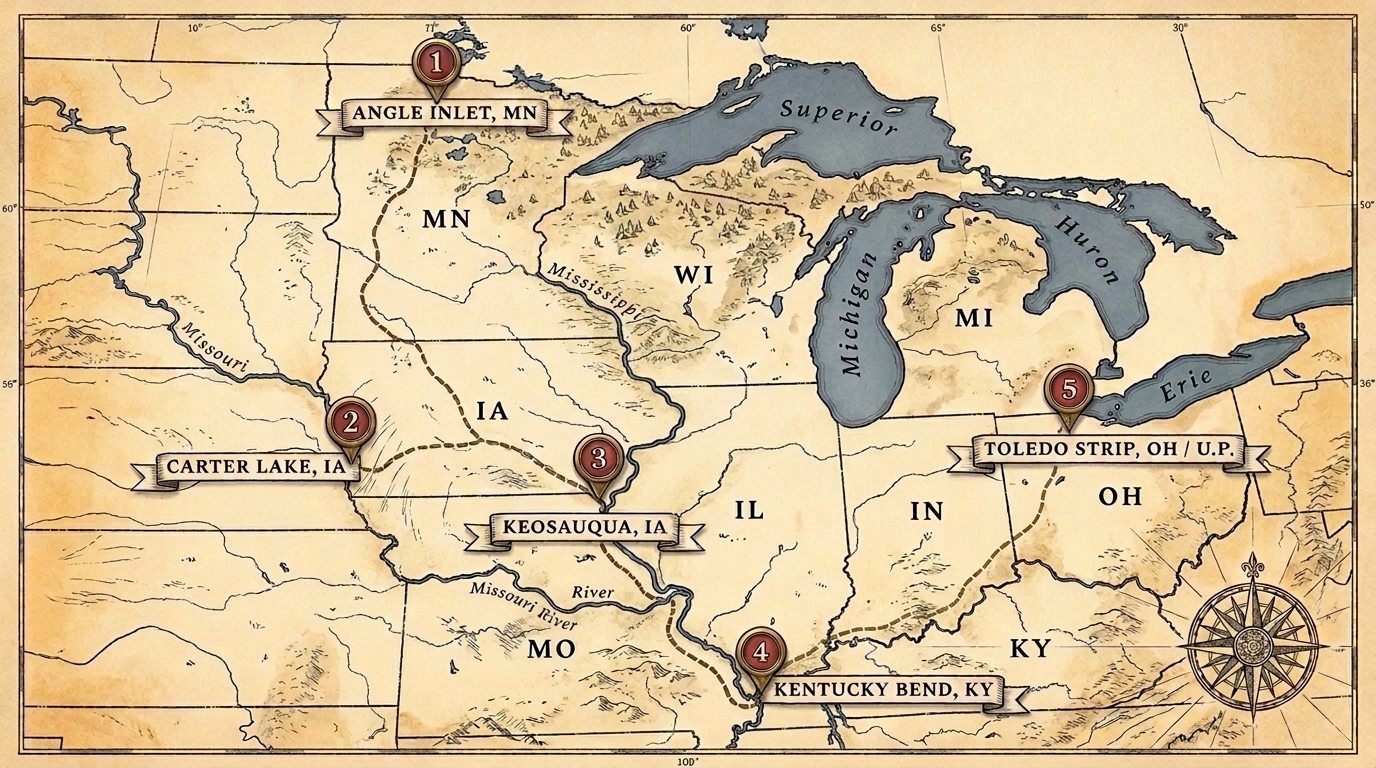 10°
77°
60°
65°
30°
1
ANGLE INLET, MN
Superior
60°
MN
50°
Huron
WI
Mississippi
Michigan
MI
Missouri
56°
36°
5
Erie
2
IA
TOLEDO STRIP, OH / U.P.
3
CARTER LAKE, IA
OH
IL
IN
KEOSAUQUA, IA
Missouri River
River
4
MO
KY
KENTUCKY BEND, KY
10D°